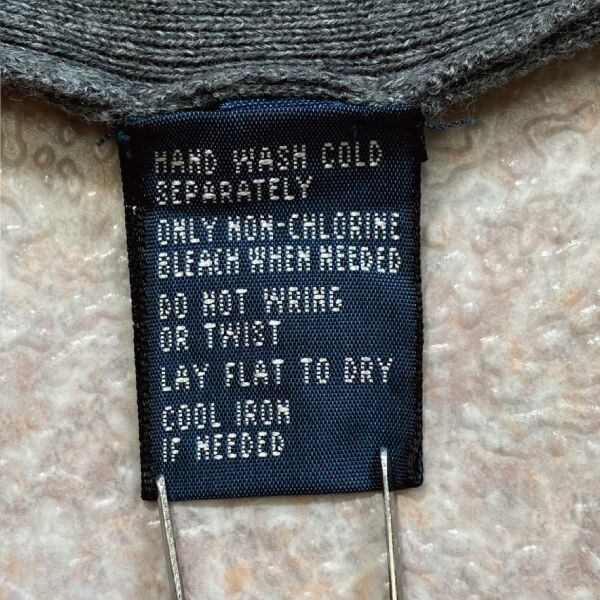 HAND WASH COLD
SEPARATELY
ONLY NON-CHLORINE
BLEACH WHEN NEEDED
DO NOT WRING
OR TWIST
LAY FLAT TO DRY
COOL IRON
IF NEEDED